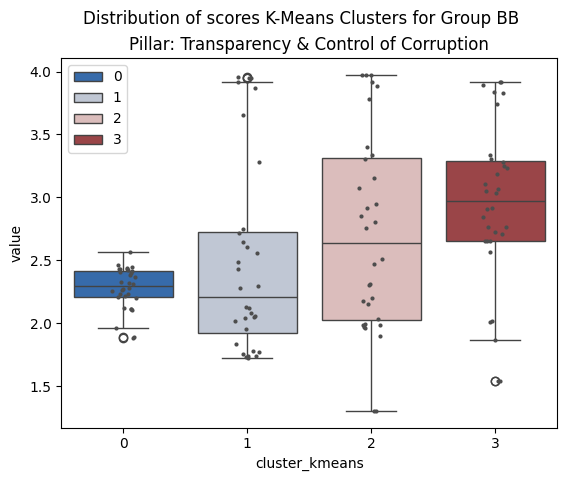 Distribution of scores K-Means Clusters for Group BB
Pillar: Transparency & Control of Corruption
0
1
2
3
4.0
3.5
3.0
2.5
2.0
1.5
value
0 1 2 3
cluster_kmeans